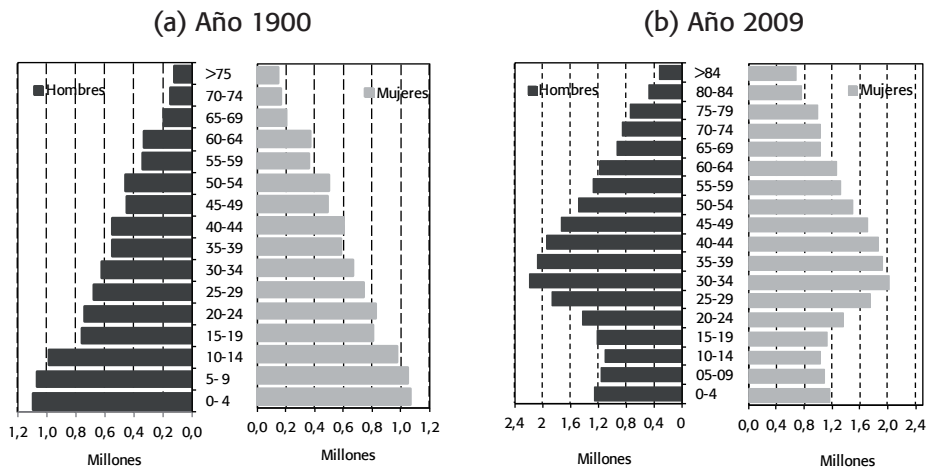 (a) Año 1900
Hombres
Mujeres
>75
70-74
65-69
60-64
55-59
50-54
45-49
40-44
35-39
30-34
25-29
20-24
15-19
10-14
5- 9
0- 4
1,2 1,0 0,8 0,6 0,4 0,2 0,0
0,0 0,2 0,4 0,6 0,8 1,0 1,2
Millones
Millones
(b) Año 2009
Hombres
Mujeres
>84
80-84
75-79
70-74
65-69
60-64
55-59
50-54
45-49
40-44
35-39
30-34
25-29
20-24
15-19
10-14
05-09
0-4
2,4 2 1,6 1,2 0,8 0,4 0
0,0 0,4 0,8 1,2 1,6 2,0 2,4
Millones
Millones